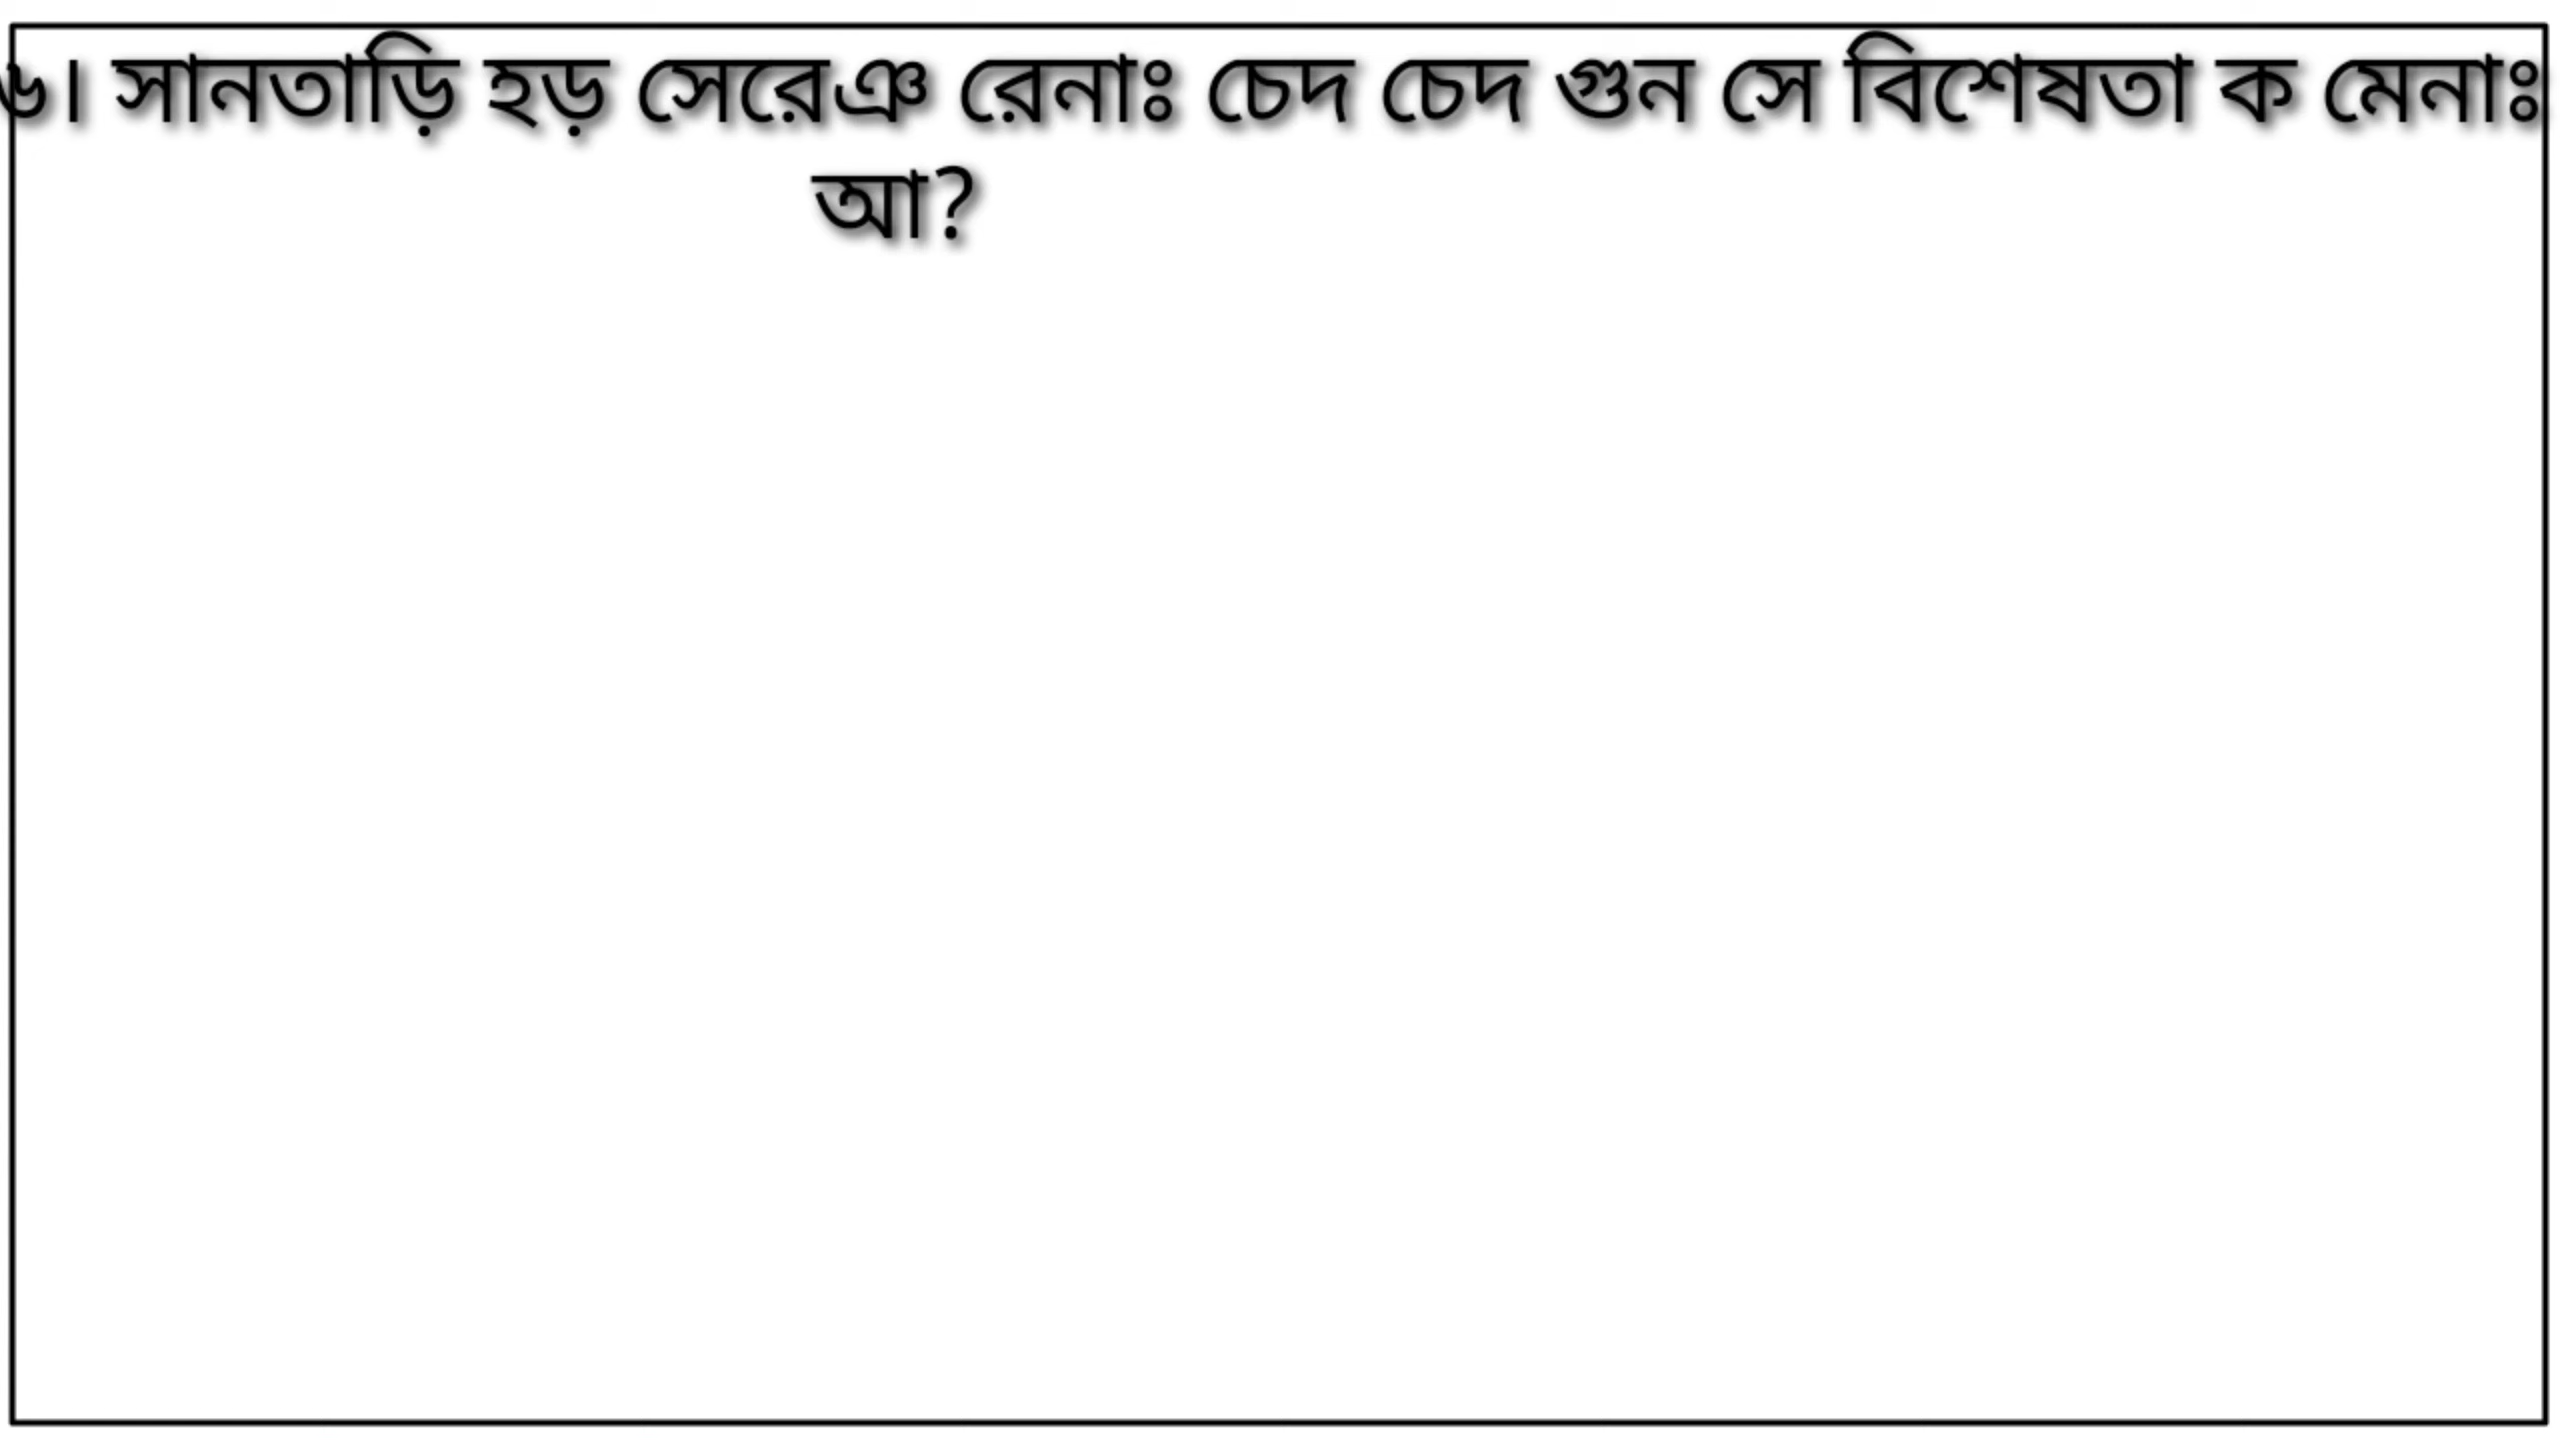 ৬। সানতাড়ি হড় সেরেঞ রেনাঃ চেদ চেদ গুন সে বিশেষতা ক মেনাঃ
আ?